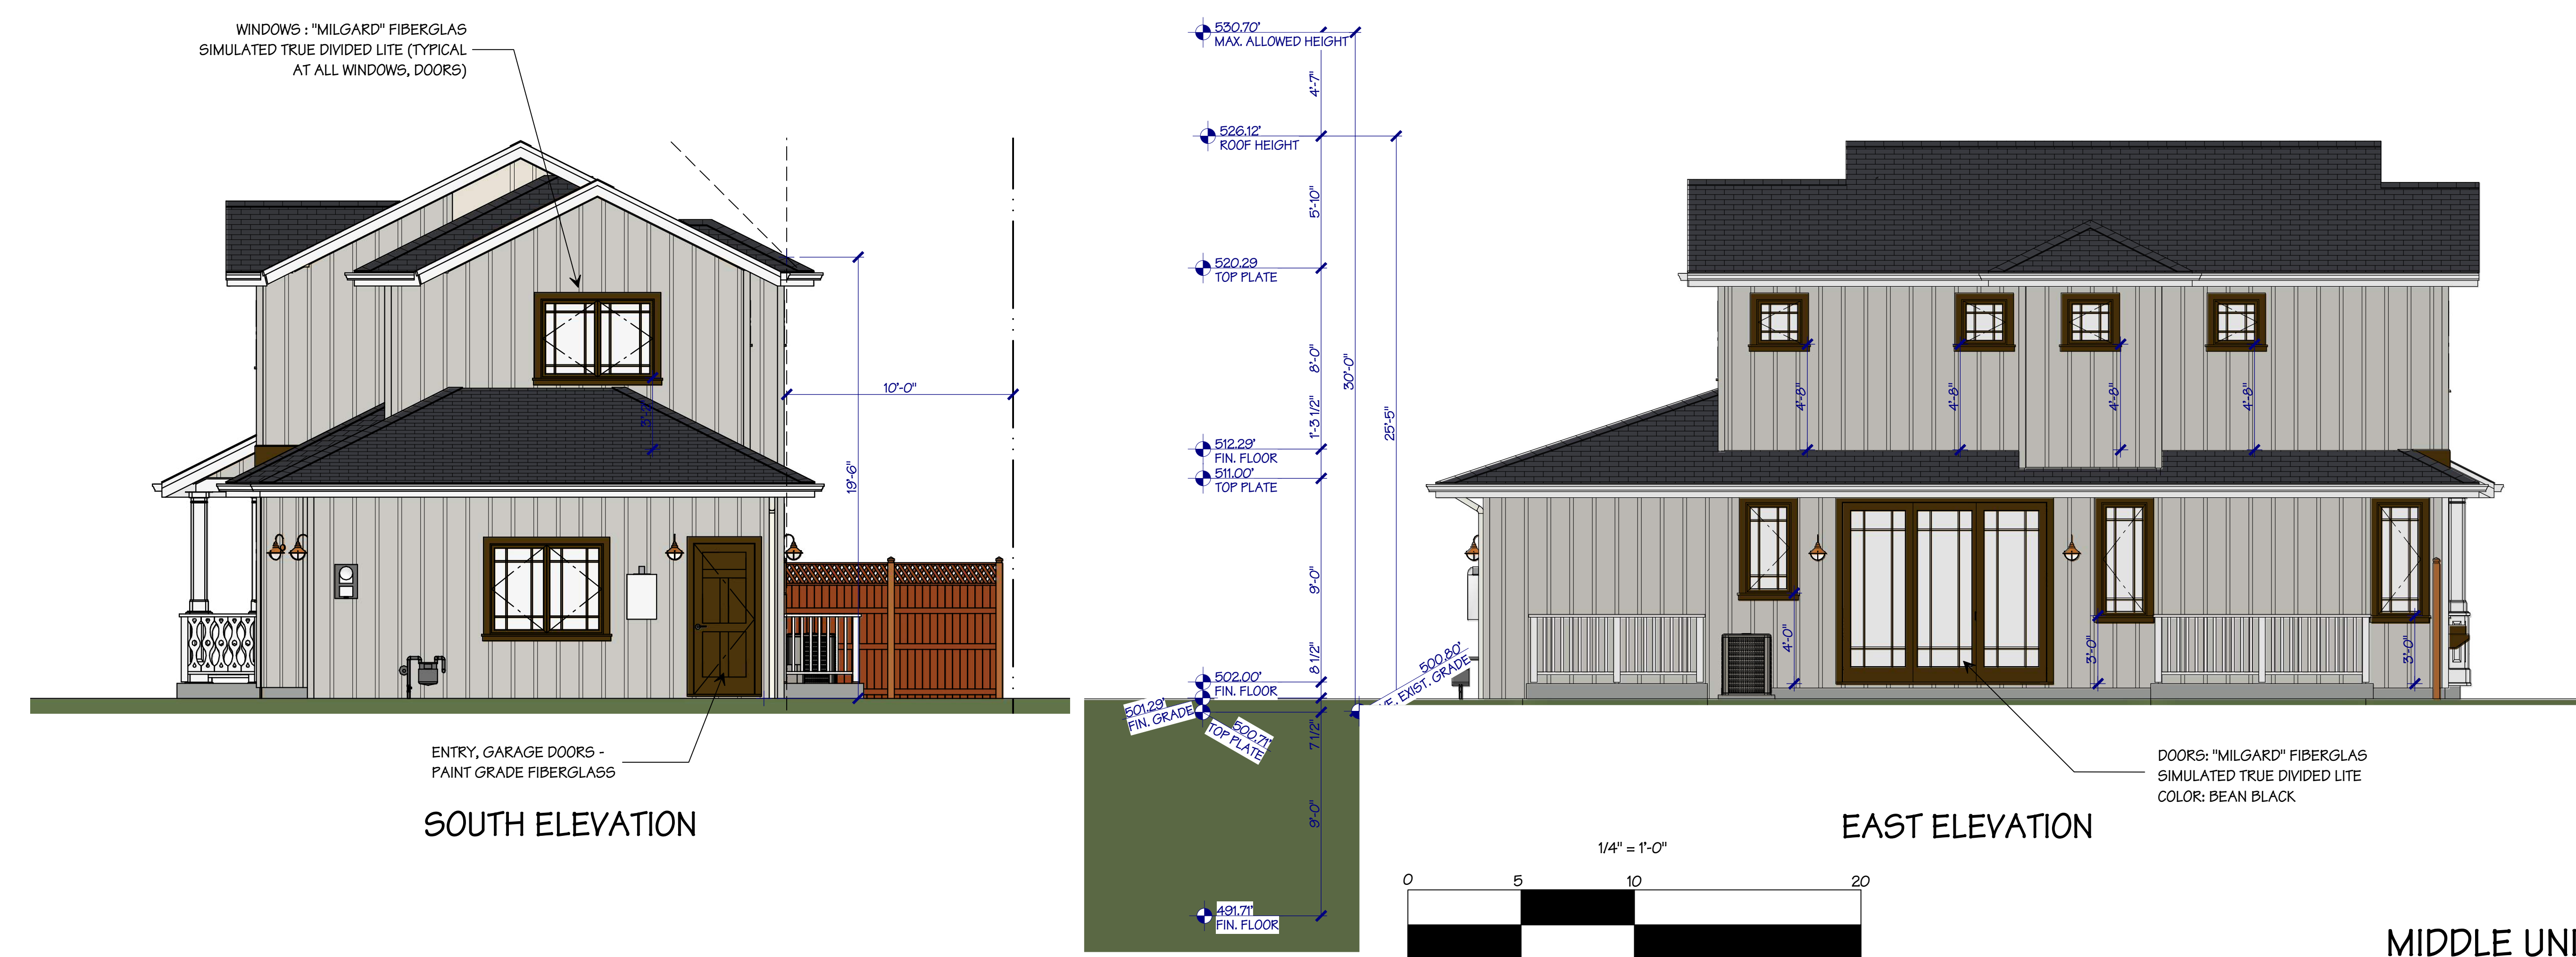 WINDOWS : "MILGARD" FIBERGLAS
SIMULATED TRUE DIVIDED LITE (TYPICAL
AT ALL WINDOWS, DOORS)
10'-0"
19'-6"
ENTRY, GARAGE DOORS -
PAINT GRADE FIBERGLASS
SOUTH ELEVATION
530.70'
MAX. ALLOWED HEIGHT
4'-7"
526.12'
ROOF HEIGHT
5'-10"
520.29
TOP PLATE
8'-0"
30'-0"
1'-3 1/2"
25'-5"
512.29'
FIN. FLOOR
511.00'
TOP PLATE
9'-0"
8 1/2"
502.00'
FIN. FLOOR
501.29'
FIN. GRADE
500.71'
TOP PLATE
500.80'
EXIST. GRADE
7 1/2"
9'-0"
491.71'
FIN. FLOOR
4'-8"
4'-8"
4'-8"
4'-8"
4'-0"
3'-0"
3'-0"
DOORS: "MILGARD" FIBERGLAS
SIMULATED TRUE DIVIDED LITE
COLOR: BEAN BLACK
EAST ELEVATION
1/4" = 1'-0"
0 5 10 20
MIDDLE